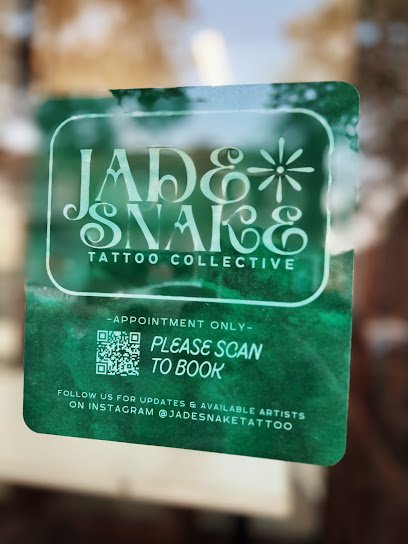 JADE
SNAKE
TATTOO COLLECTIVE
-APPOINTMENT ONLY-
PLEASE SCAN
TO BOOK
FOLLOW US FOR UPDATES & AVAILABLE ARTISTS
ON INSTAGRAM @JADESNAKETATTOO